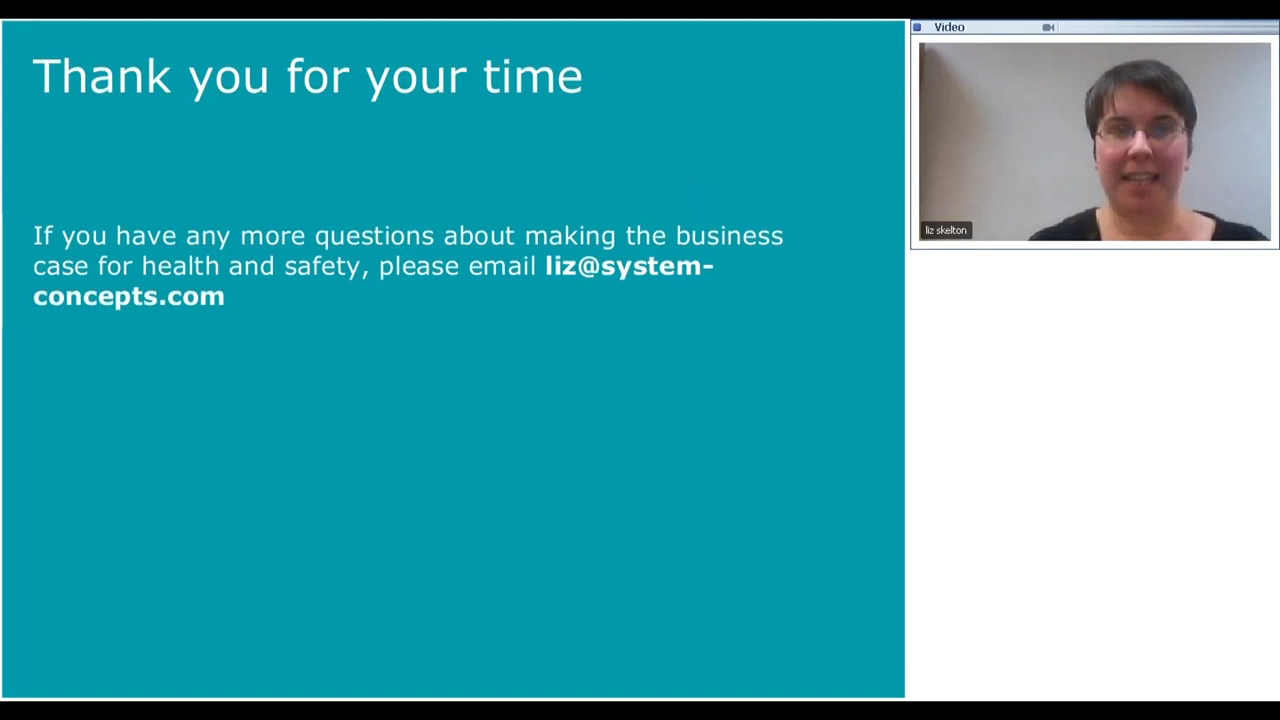 Thank you for your time
If you have any more questions about making the business
case for health and safety, please email liz@system-
concepts.com
Video
liz skelton